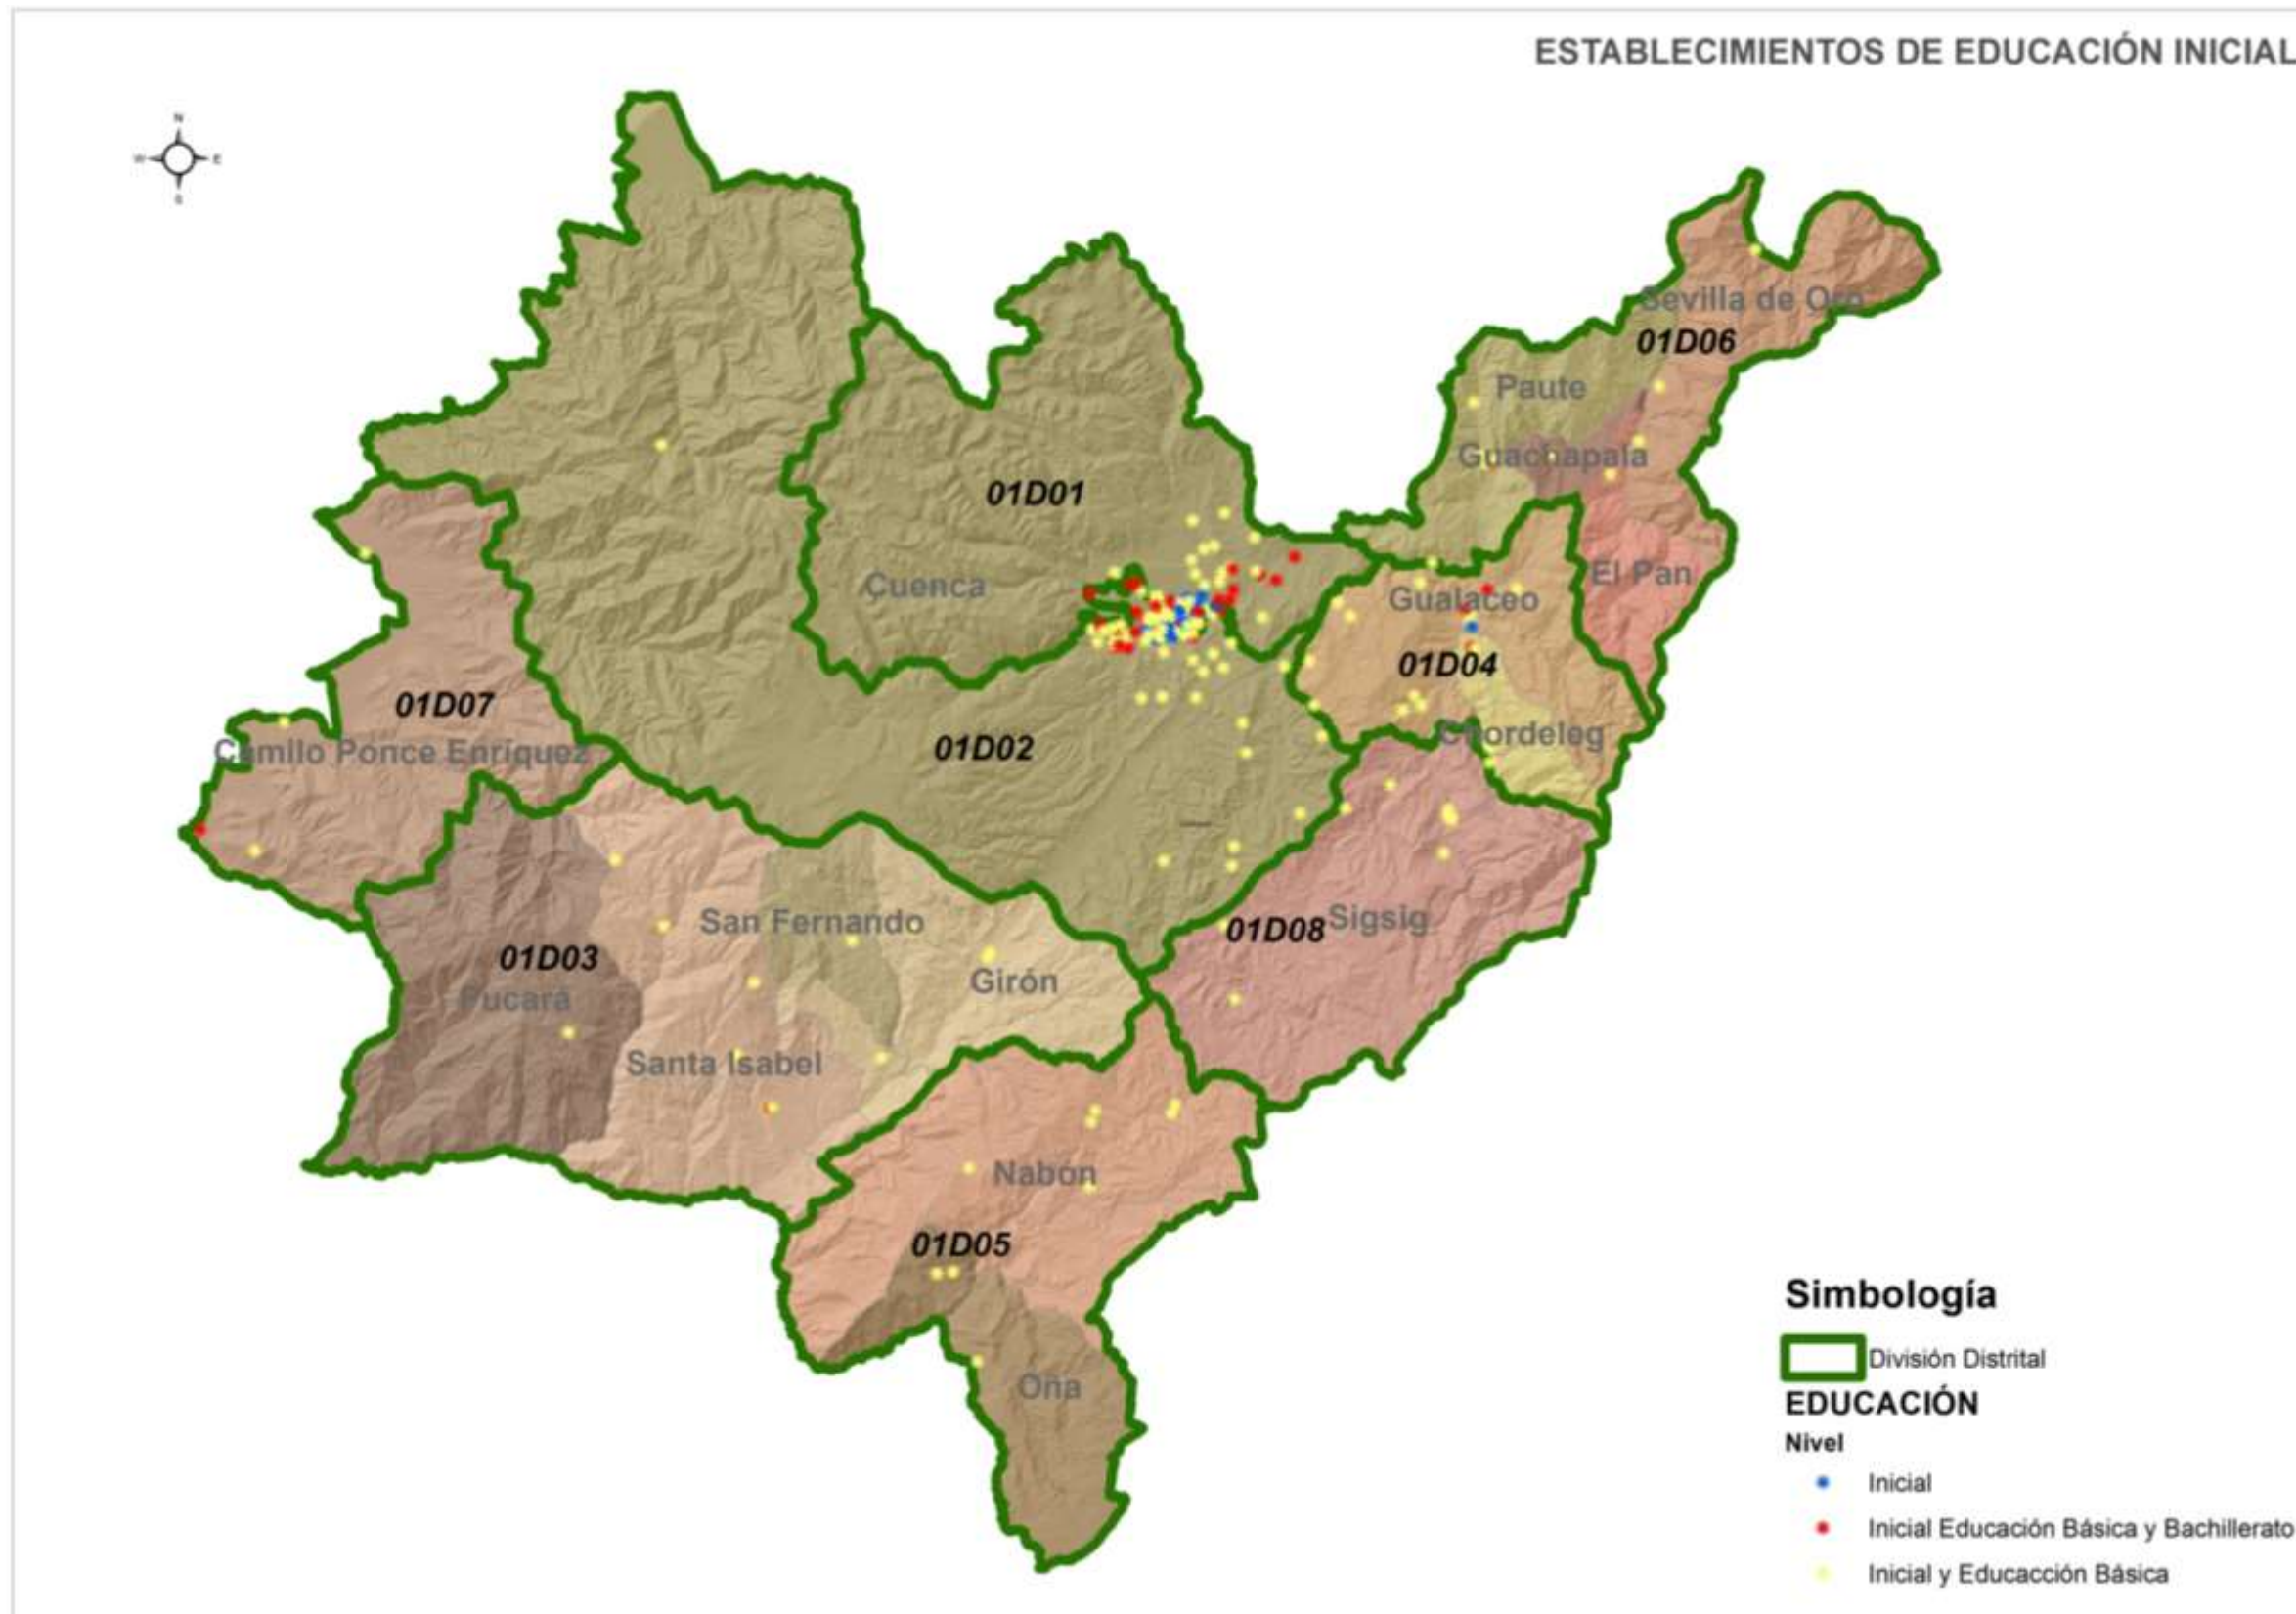 ESTABLECIMIENTOS DE EDUCACIÓN INICIAL
N
W E
S
Sevilla de Oro
01D06
Paute
Guachapala
01D01
El Pan
Cuenca
Gualaceo
01D04
01D07
Chordeleg
Camilo Ponce Enríquez
01D02
San Fernando
01D08 Sigsig
01D03
Girón
Pucará
Santa Isabel
Nabón
01D05
Oña
Simbología
División Distrital
EDUCACIÓN
Nivel
Inicial
Inicial Educación Básica y Bachillerato
Inicial y Educacción Básica